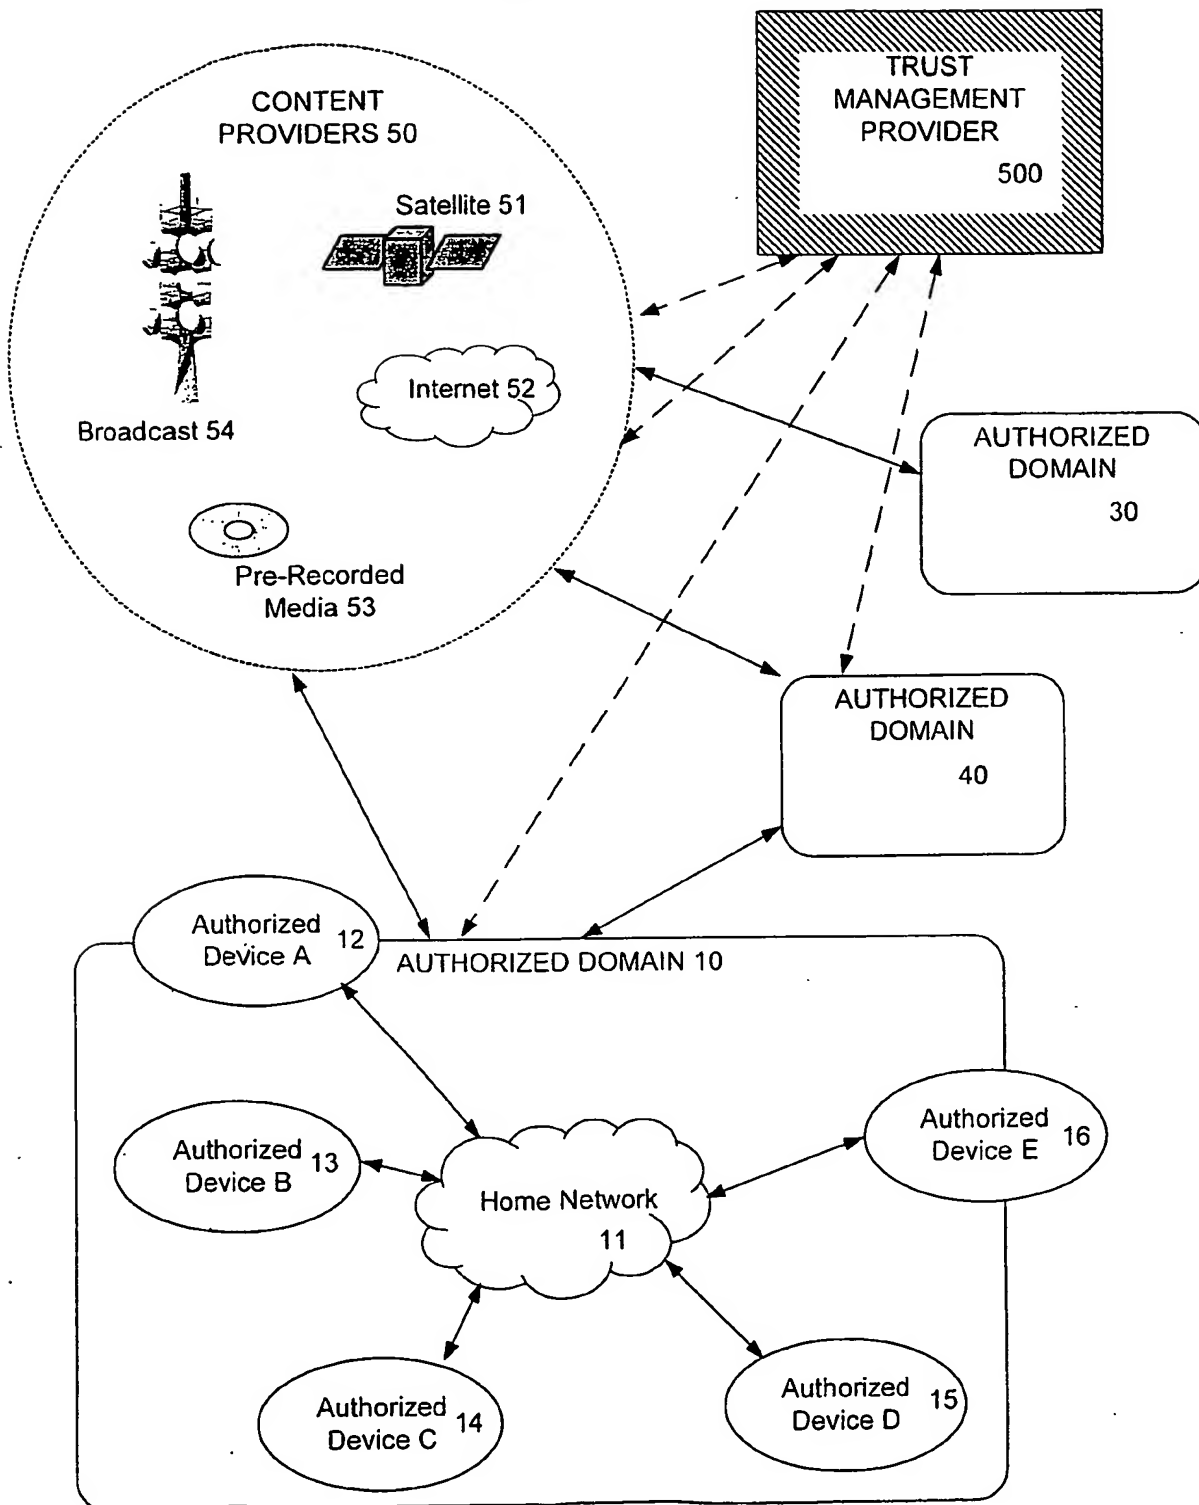 CONTENT
PROVIDERS 50
Satellite 51
Internet 52
Broadcast 54
Pre-Recorded
Media 53
TRUST
MANAGEMENT
PROVIDER
500
AUTHORIZED
DOMAIN
30
AUTHORIZED
DOMAIN
40
AUTHORIZED DOMAIN 10
Authorized
Device A
12
Authorized
Device B
13
Home Network
11
Authorized
Device E
16
Authorized
Device C
14
Authorized
Device D
15